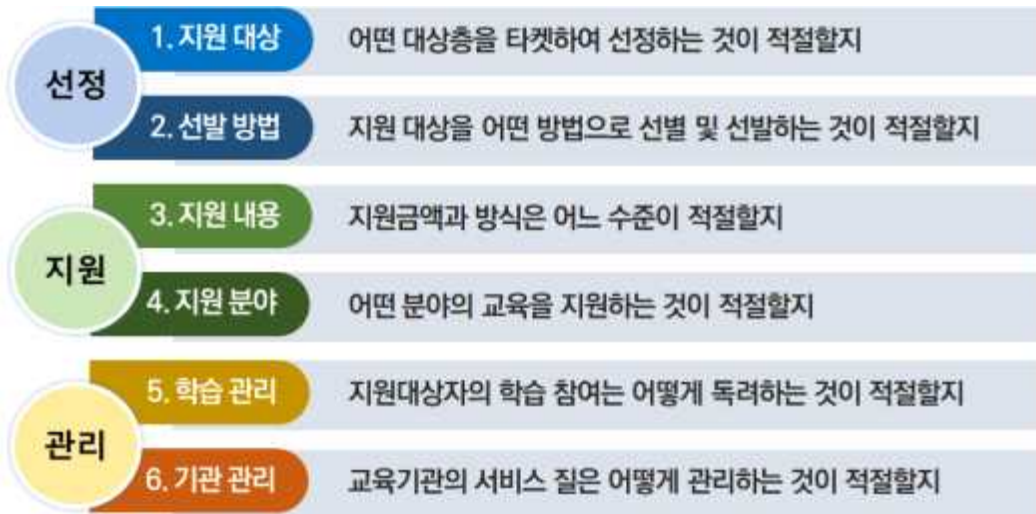 선정
1. 지원 대상
어떤 대상층을 타켓하여 선정하는 것이 적절할지
2. 선발 방법
지원 대상을 어떤 방법으로 선별 및 선발하는 것이 적절할지
지원
3. 지원 내용
지원금액과 방식은 어느 수준이 적절할지
4. 지원 분야
어떤 분야의 교육을 지원하는 것이 적절할지
관리
5. 학습 관리
지원대상자의 학습 참여는 어떻게 독려하는 것이 적절할지
6. 기관 관리
교육기관의 서비스 질은 어떻게 관리하는 것이 적절할지